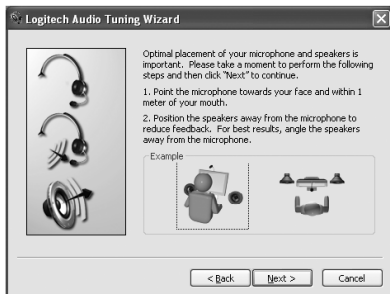 Logitech Audio Tuning Wizard
Optimal placement of your microphone and speakers is
important. Please take a moment to perform the following
steps and then click "Next" to continue.
1. Point the microphone towards your face and within 1
meter of your mouth.
2. Position the speakers away from the microphone to
reduce feedback. For best results, angle the speakers
away from the microphone.
Example
< Back
Next >
Cancel